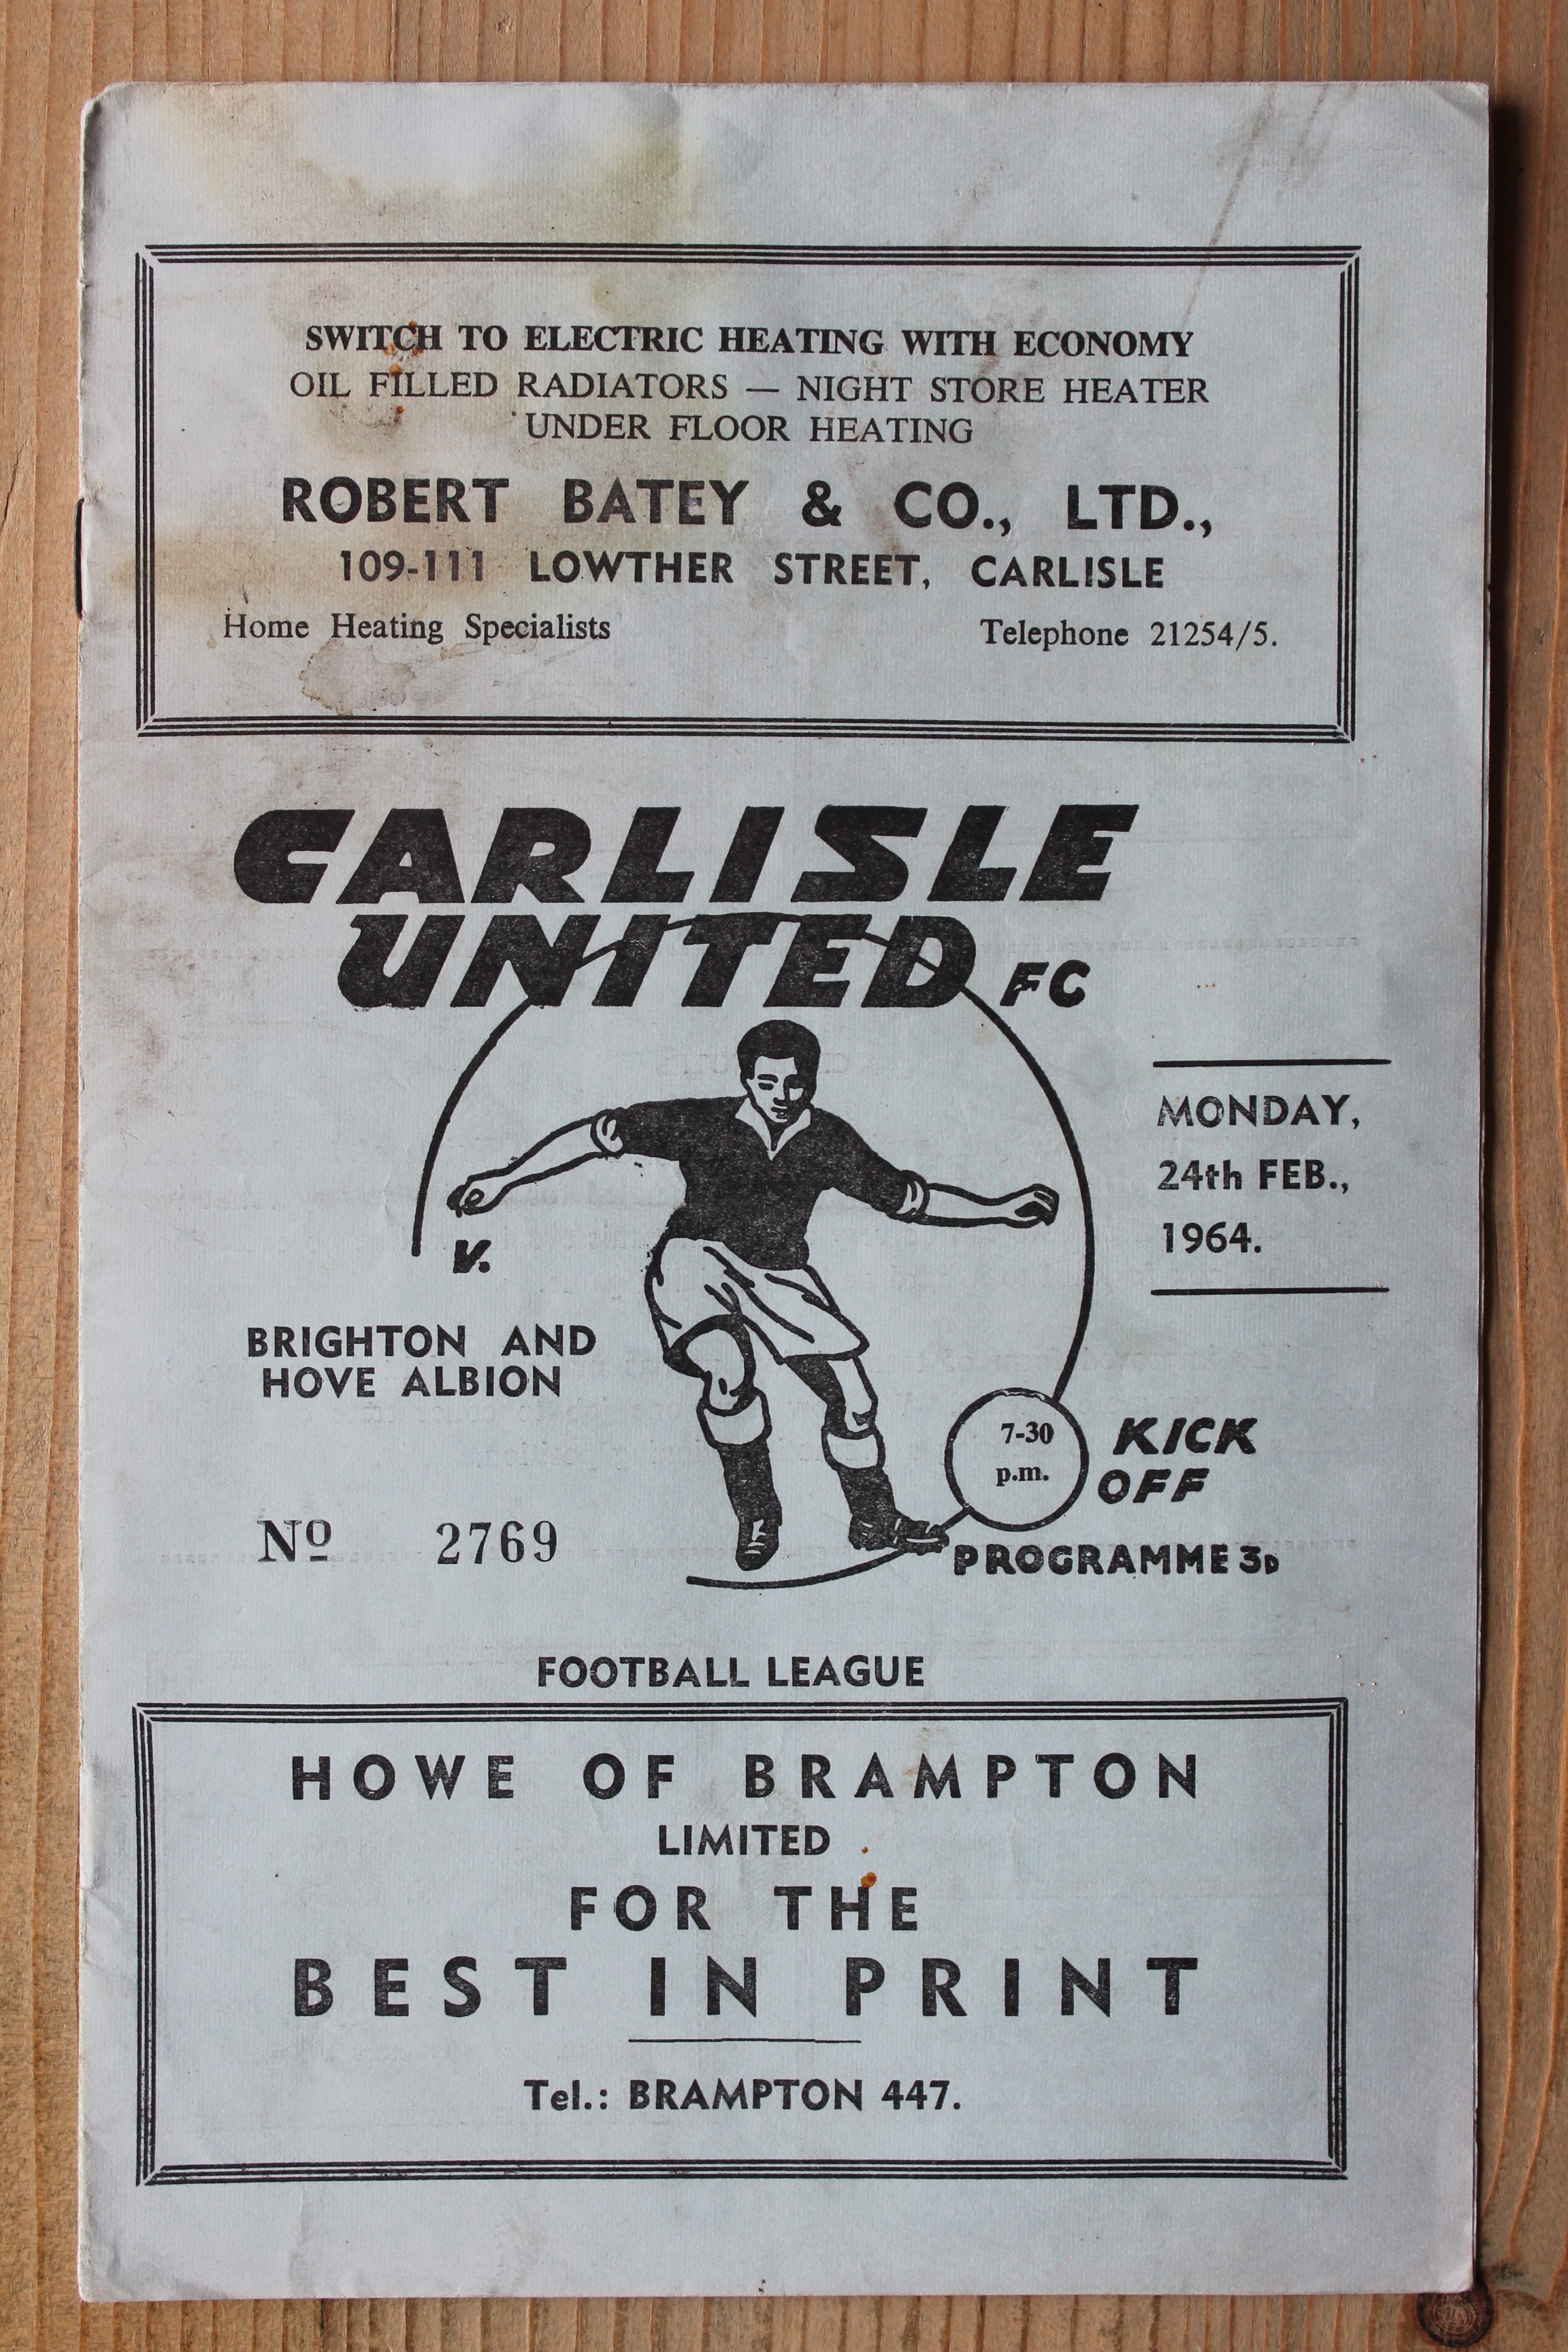 SWITCH TO ELECTRIC HEATING WITH ECONOMY
OIL FILLED RADIATORS — NIGHT STORE HEATER
UNDER FLOOR HEATING
ROBERT BATEY & CO., LTD.,
109-111 LOWTHER STREET, CARLISLE
Home Heating Specialists Telephone 21254/5.
CARLISLE
UNITED FC
MONDAY,
24th FEB.,
1964.
V.
BRIGHTON AND
HOVE ALBION
7-30
p.m.
KICK
OFF
Nº 2769
PROGRAMME 3D
FOOTBALL LEAGUE
HOWE OF BRAMPTON
LIMITED
FOR THE
BEST IN PRINT
Tel.: BRAMPTON 447.